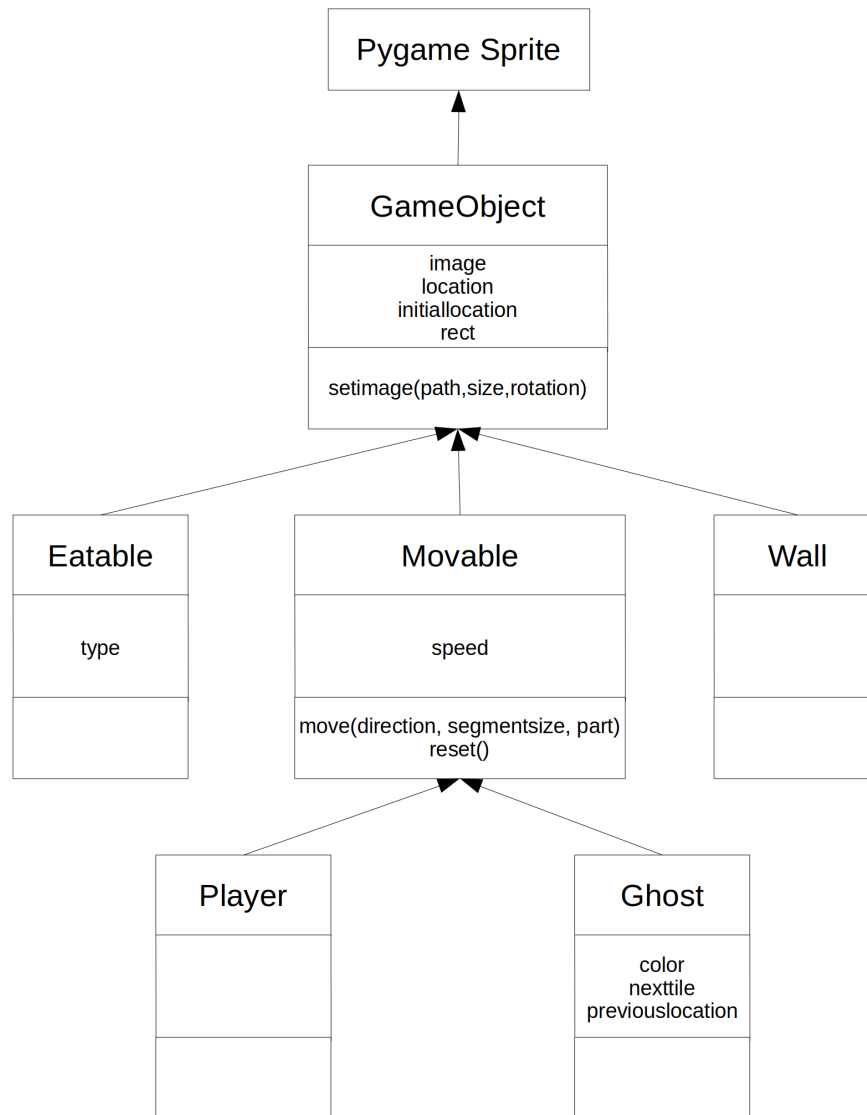 Pygame Sprite
GameObject
image
location
initiallocation
rect
setimage(path,size,rotation)
Eatable
type
Movable
speed
move(direction, segmentsize, part)
reset()
Wall
Player
Ghost
color
nexttile
previouslocation